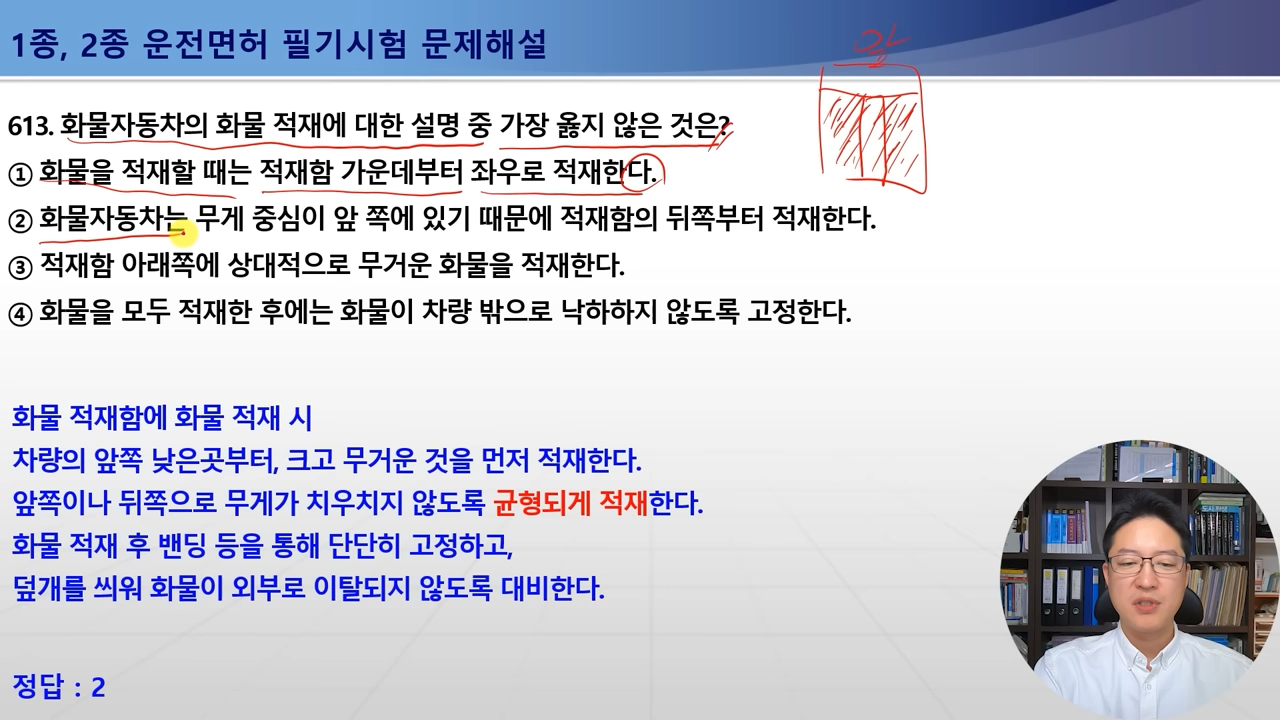 1종, 2종 운전면허 필기시험 문제해설
앞
613. 화물자동차의 화물 적재에 대한 설명 중 가장 옳지 않은 것은?
① 화물을 적재할 때는 적재함 가운데부터 좌우로 적재한다.
② 화물자동차는 무게 중심이 앞 쪽에 있기 때문에 적재함의 뒤쪽부터 적재한다.
③ 적재함 아래쪽에 상대적으로 무거운 화물을 적재한다.
④ 화물을 모두 적재한 후에는 화물이 차량 밖으로 낙하하지 않도록 고정한다.
화물 적재함에 화물 적재 시
차량의 앞쪽 낮은곳부터, 크고 무거운 것을 먼저 적재한다.
앞쪽이나 뒤쪽으로 무게가 치우치지 않도록 균형되게 적재한다.
화물 적재 후 밴딩 등을 통해 단단히 고정하고,
덮개를 씌워 화물이 외부로 이탈되지 않도록 대비한다.
정답 : 2